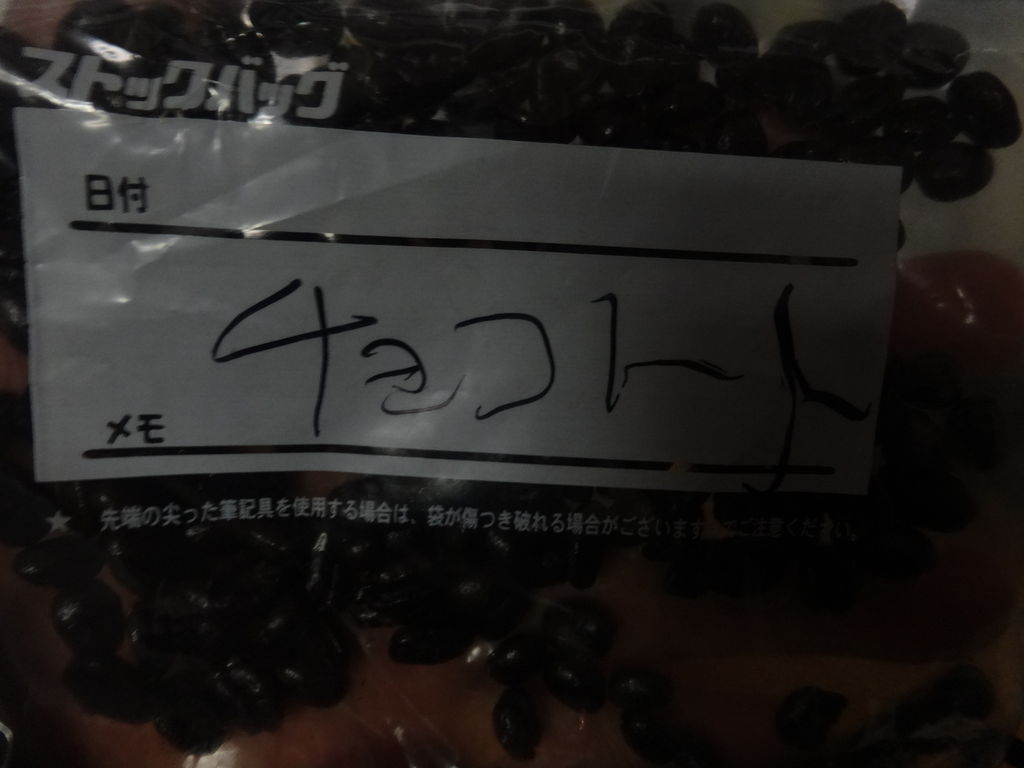 ストックバッグ
日付
チョコトト
メモ
★ 先端の尖った筆記具を使用する場合は、袋が傷つき破れる場合がございます でご注意ください。